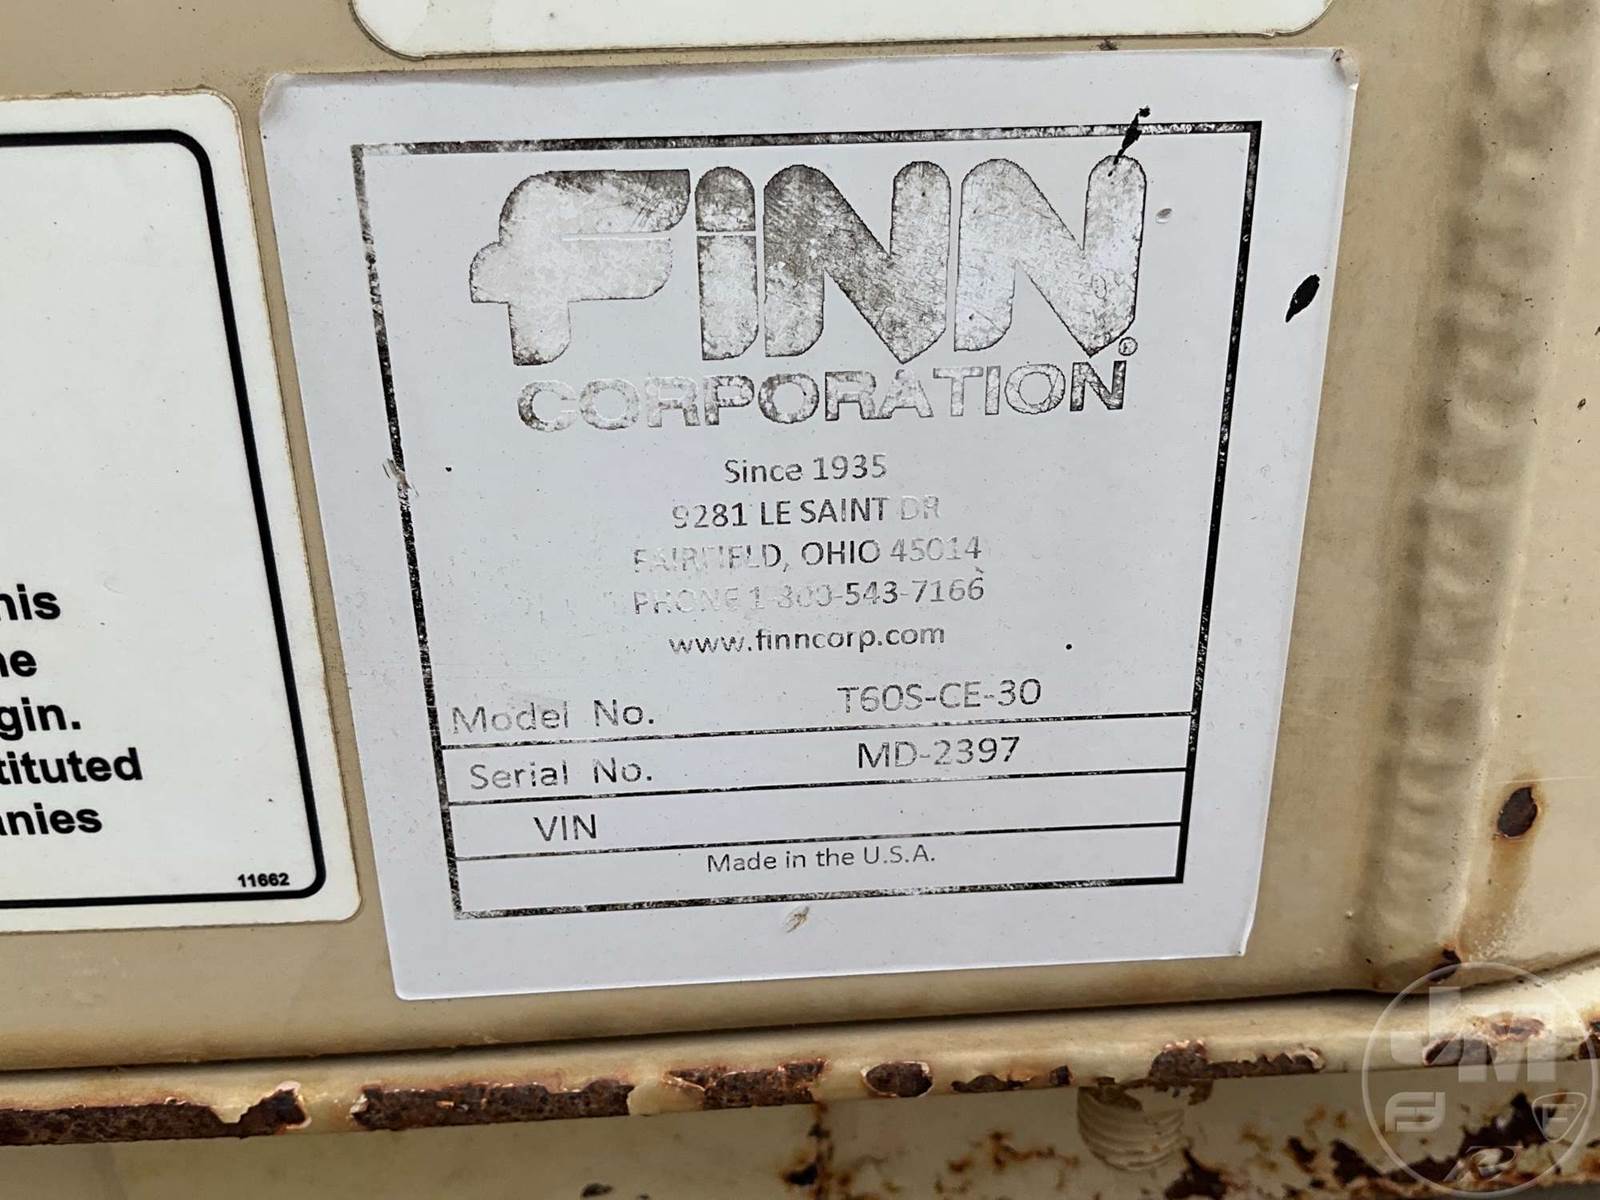 his
he
gin.
tituted
anies
11662
FINN
CORPORATION®
Since 1935
9281 LE SAINT DR
FAIRFIELD, OHIO 45014
PHONE 1-800-543-7166
www.finncorp.com
Model No. T60S-CE-30
Serial No. MD-2397
VIN
Made in the U.S.A.
JM